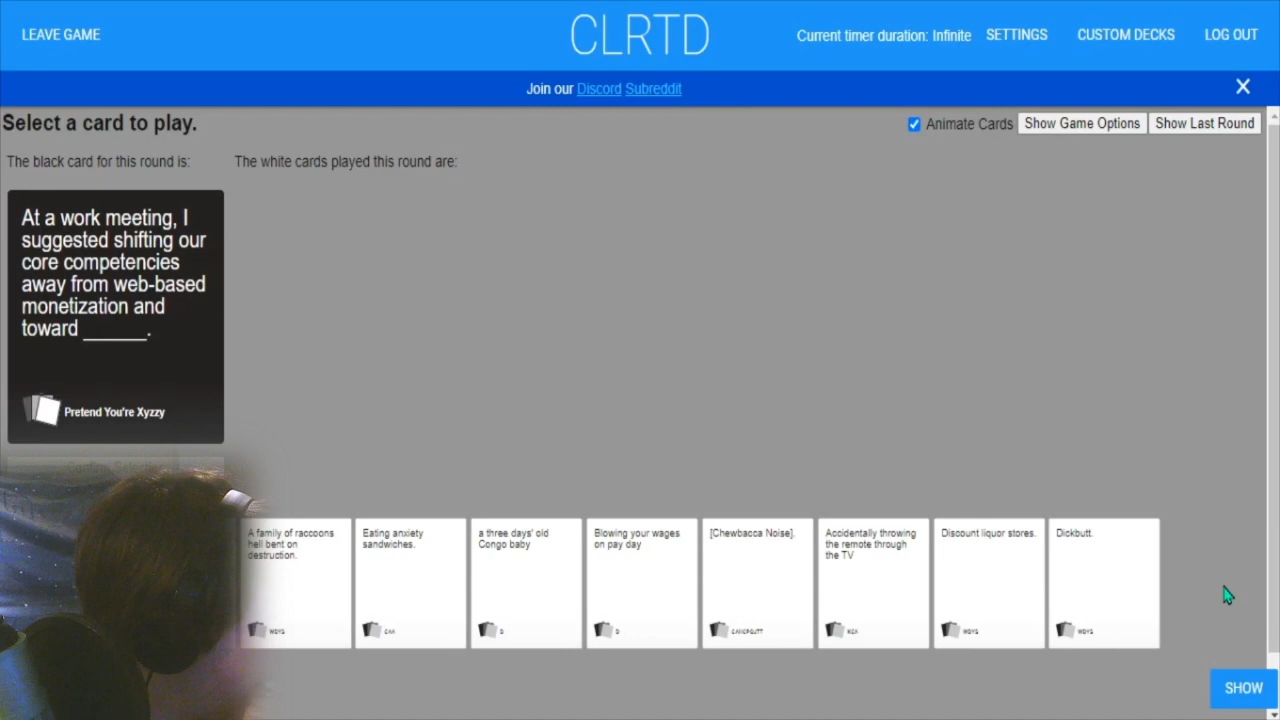 LEAVE GAME
CLRTD
Current timer duration: Infinite
SETTINGS
CUSTOM DECKS
LOG OUT
Join our Discord Subreddit
X
Select a card to play.
Animate Cards
Show Game Options
Show Last Round
The black card for this round is:
The white cards played this round are:
At a work meeting, I
suggested shifting our
core competencies
away from web-based
monetization and
toward ______.
Pretend You're Xyzzy
A family of raccoons
hell bent on
destruction.
WDYS
Eating anxiety
sandwiches.
CAA
a three days' old
Congo baby
D
Blowing your wages
on pay day
D
[Chewbacca Noise].
Accidentally throwing
the remote through
the TV
KCA
Discount liquor stores.
WDYS
Dickbutt.
WDYS
SHOW